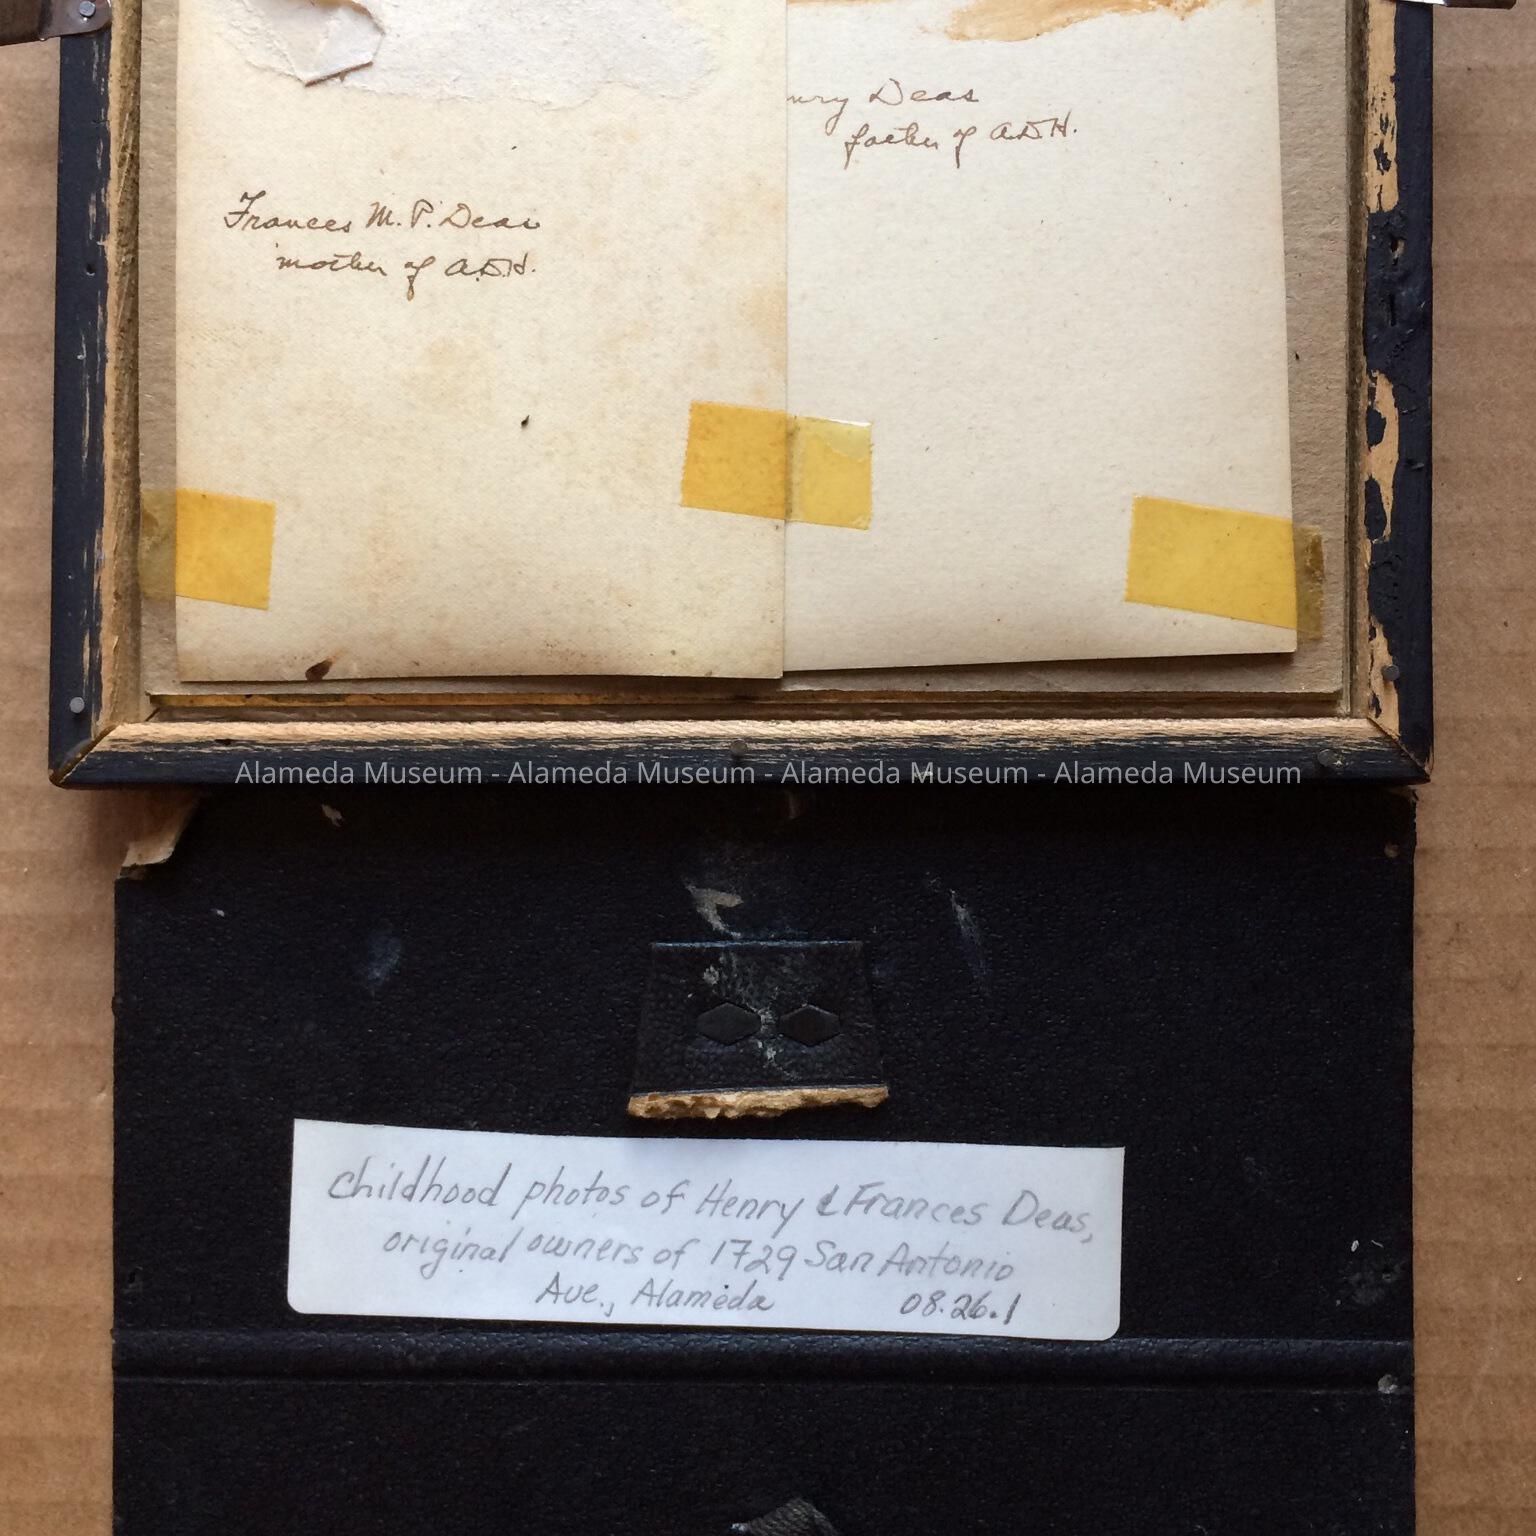 Frances M. P. Deas
mother of A.D.H.
nry Deas
father of A.D.H.
Alameda Museum - Alameda Museum - Alameda Museum - Alameda Museum
childhood photos of Henry & Frances Deas,
original owners of 1729 San Antonio
Ave., Alameda 08.26.1